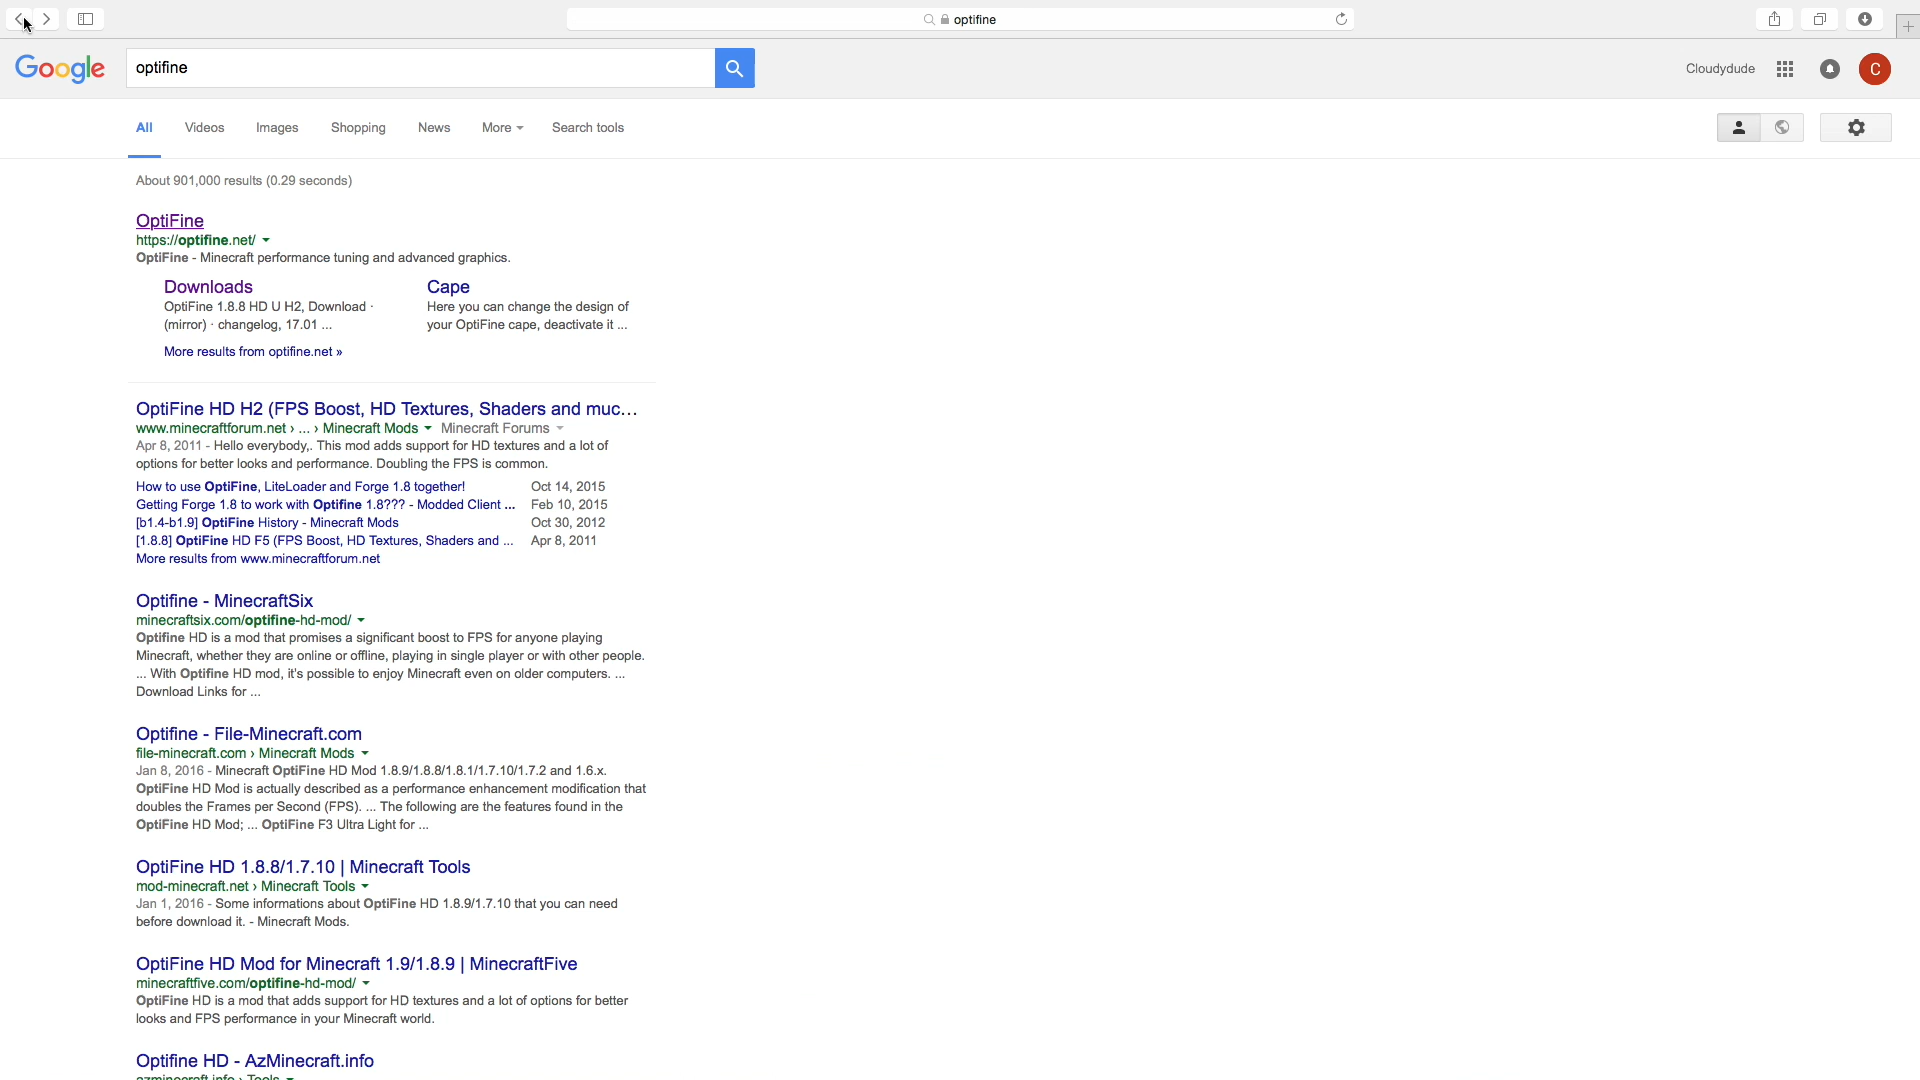 optifine
Google
optifine
Cloudydude
C
All Videos Images Shopping News More Search tools
About 901,000 results (0.29 seconds)
OptiFine
https://optifine.net/
OptiFine - Minecraft performance tuning and advanced graphics.
Downloads
OptiFine 1.8.8 HD U H2, Download ·
(mirror) · changelog, 17.01 ...
Cape
Here you can change the design of
your OptiFine cape, deactivate it ...
More results from optifine.net »
OptiFine HD H2 (FPS Boost, HD Textures, Shaders and muc...
www.minecraftforum.net › ... › Minecraft Mods Minecraft Forums
Apr 8, 2011 - Hello everybody,. This mod adds support for HD textures and a lot of
options for better looks and performance. Doubling the FPS is common.
How to use OptiFine, LiteLoader and Forge 1.8 together! Oct 14, 2015
Getting Forge 1.8 to work with Optifine 1.8??? - Modded Client ... Feb 10, 2015
[b1.4-b1.9] OptiFine History - Minecraft Mods Oct 30, 2012
[1.8.8] OptiFine HD F5 (FPS Boost, HD Textures, Shaders and ... Apr 8, 2011
More results from www.minecraftforum.net
Optifine - MinecraftSix
minecraftsix.com/optifine-hd-mod/
Optifine HD is a mod that promises a significant boost to FPS for anyone playing
Minecraft, whether they are online or offline, playing in single player or with other people.
... With Optifine HD mod, it's possible to enjoy Minecraft even on older computers. ...
Download Links for ...
Optifine - File-Minecraft.com
file-minecraft.com › Minecraft Mods
Jan 8, 2016 - Minecraft OptiFine HD Mod 1.8.9/1.8.8/1.8.1/1.7.10/1.7.2 and 1.6.x.
OptiFine HD Mod is actually described as a performance enhancement modification that
doubles the Frames per Second (FPS). ... The following are the features found in the
OptiFine HD Mod; ... OptiFine F3 Ultra Light for ...
OptiFine HD 1.8.8/1.7.10 | Minecraft Tools
mod-minecraft.net › Minecraft Tools
Jan 1, 2016 - Some informations about OptiFine HD 1.8.9/1.7.10 that you can need
before download it. - Minecraft Mods.
OptiFine HD Mod for Minecraft 1.9/1.8.9 | MinecraftFive
minecraftfive.com/optifine-hd-mod/
OptiFine HD is a mod that adds support for HD textures and a lot of options for better
looks and FPS performance in your Minecraft world.
Optifine HD - AzMinecraft.info
azminecraft.info › Tools